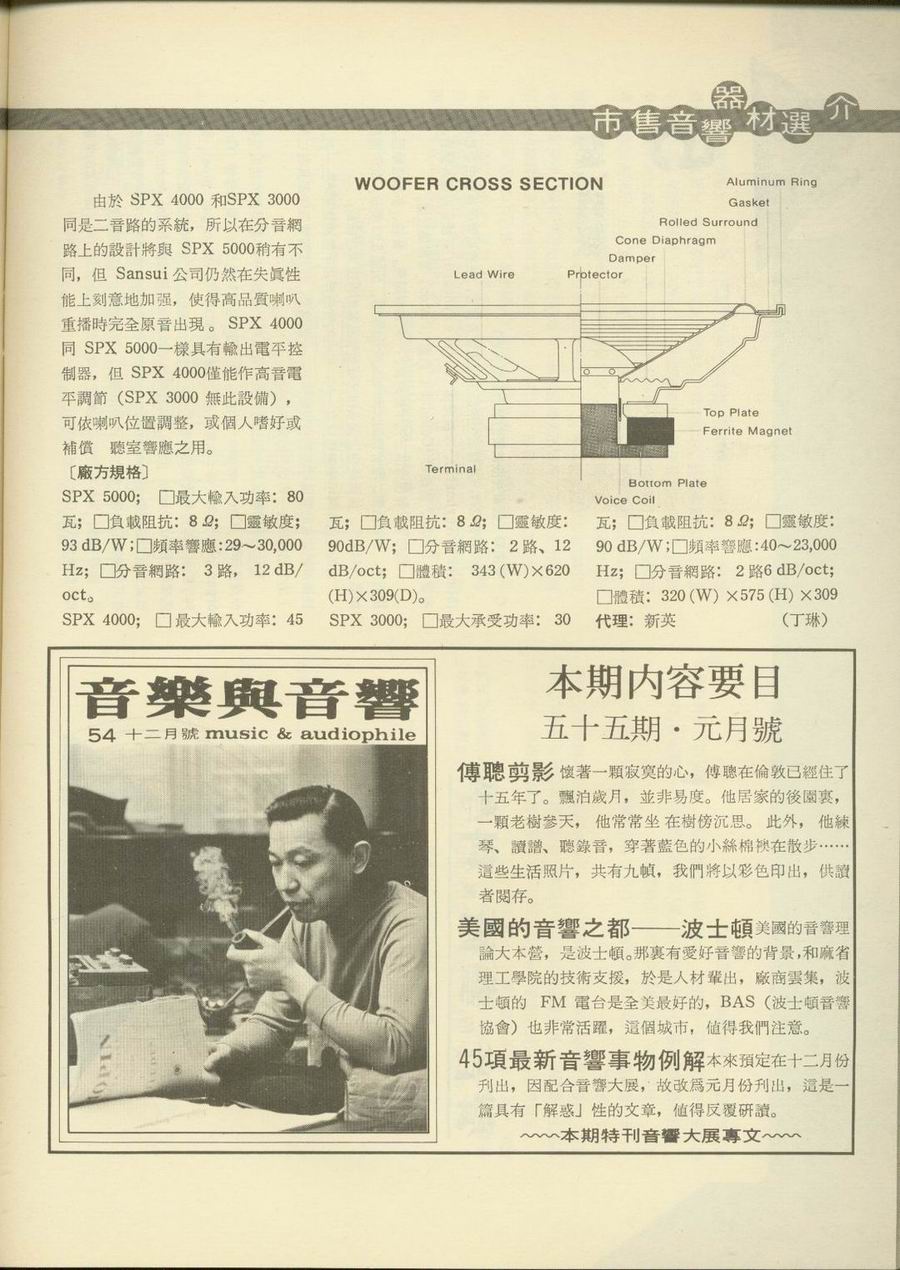 市售音響器材選介
由於 SPX 4000 和SPX 3000
同是二音路的系統，所以在分音網
路上的設計將與 SPX 5000稍有不
同，但 Sansui 公司仍然在失眞性
能上刻意地加强，使得高品質喇叭
重播時完全原音出現。SPX 4000
同 SPX 5000一樣具有輸出電平控
制器，但 SPX 4000僅能作高音電
平調節（SPX 3000 無此設備），
可依喇叭位置調整，或個人嗜好或
補償 聽室響應之用。
〔廠方規格〕
SPX 5000；□最大輸入功率：80
瓦；□負載阻抗：8Ω；□靈敏度；
93 dB/W；□頻率響應:29～30,000
Hz；□分音網路： 3路， 12 dB/
oct。
SPX 4000；□最大輸入功率：45
WOOFER CROSS SECTION
Aluminum Ring
Gasket
Rolled Surround
Cone Diaphragm
Damper
Lead Wire
Protector
Top Plate
Ferrite Magnet
Terminal
Bottom Plate
Voice Coil
瓦；□負載阻抗：8Ω；□靈敏度：
90dB/W；□分音網路： 2路、12
dB/oct；□體積： 343(W)×620
(H)×309(D)。
SPX 3000；□最大承受功率：30
瓦；□負載阻抗：8Ω；□靈敏度：
90 dB/W；□頻率響應:40～23,000
Hz；□分音網路：2路6 dB/oct；
□體積：320(W) ×575(H) ×309
代理：新英 （丁琳）
音樂與音響
54 十二月號 music & audiophile
OPIN
本期内容要目
五十五期・元月號
傅聰剪影 懷著一顆寂寞的心，傅聰在倫敦已經住了
十五年了。飄泊歲月，並非易度。他居家的後園裏，
一顆老樹參天，他常常坐在樹傍沉思。此外，他練
琴、讀譜、聽錄音，穿著藍色的小絲棉襖在散步……
這些生活照片，共有九幀，我們將以彩色印出，供讀
者閱存。
美國的音響之都——波士頓美國的音響理
論大本營，是波士頓。那裏有愛好音響的背景，和麻省
理工學院的技術支援，於是人材輩出，廠商雲集，波
士頓的 FM 電台是全美最好的，BAS（波士頓音響
協會）也非常活躍，這個城市，値得我們注意。
45項最新音響事物例解本來預定在十二月份
刋出，因配合音響大展，故改爲元月份刋出，這是一
篇具有「解惑」性的文章，値得反覆研讀。
～～～本期特刊音響大展專文～～～